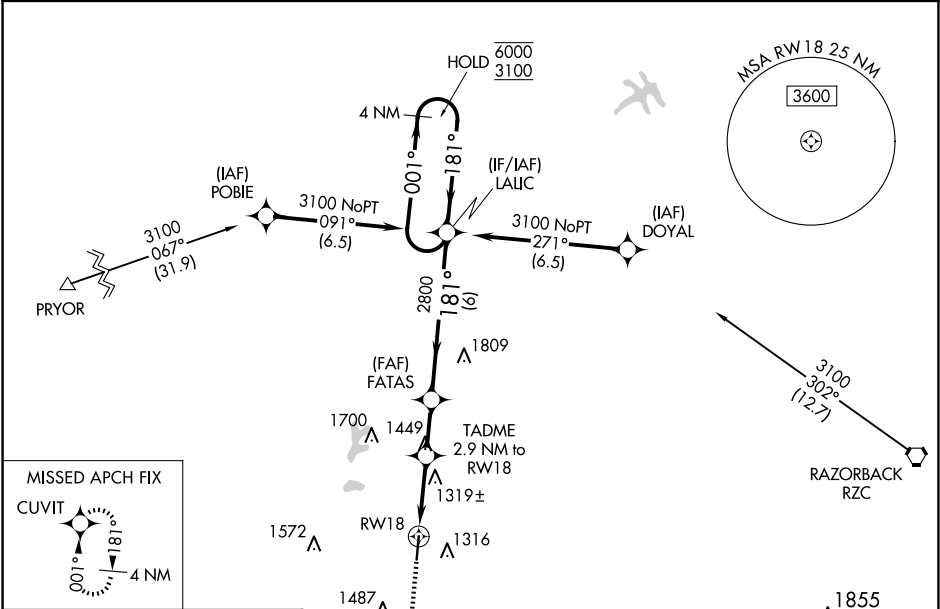 MSA RW18 25 NM
3600
HOLD
6000
3100
4 NM
001°
181°
(IF/IAF)
LALIC
(IAF)
POBIE
3100 NoPT
091°
(6.5)
3100 NoPT
271°
(6.5)
(IAF)
DOYAL
3100
067°
(31.9)
PRYOR
2800
181°
(6)
1809
(FAF)
FATAS
3100
302°
(12.7)
1700
1449
TADME
2.9 NM to
RW18
RAZORBACK
RZC
1319±
MISSED APCH FIX
CUVIT
001°
181°
4 NM
RW18
1572
1316
1487
1855